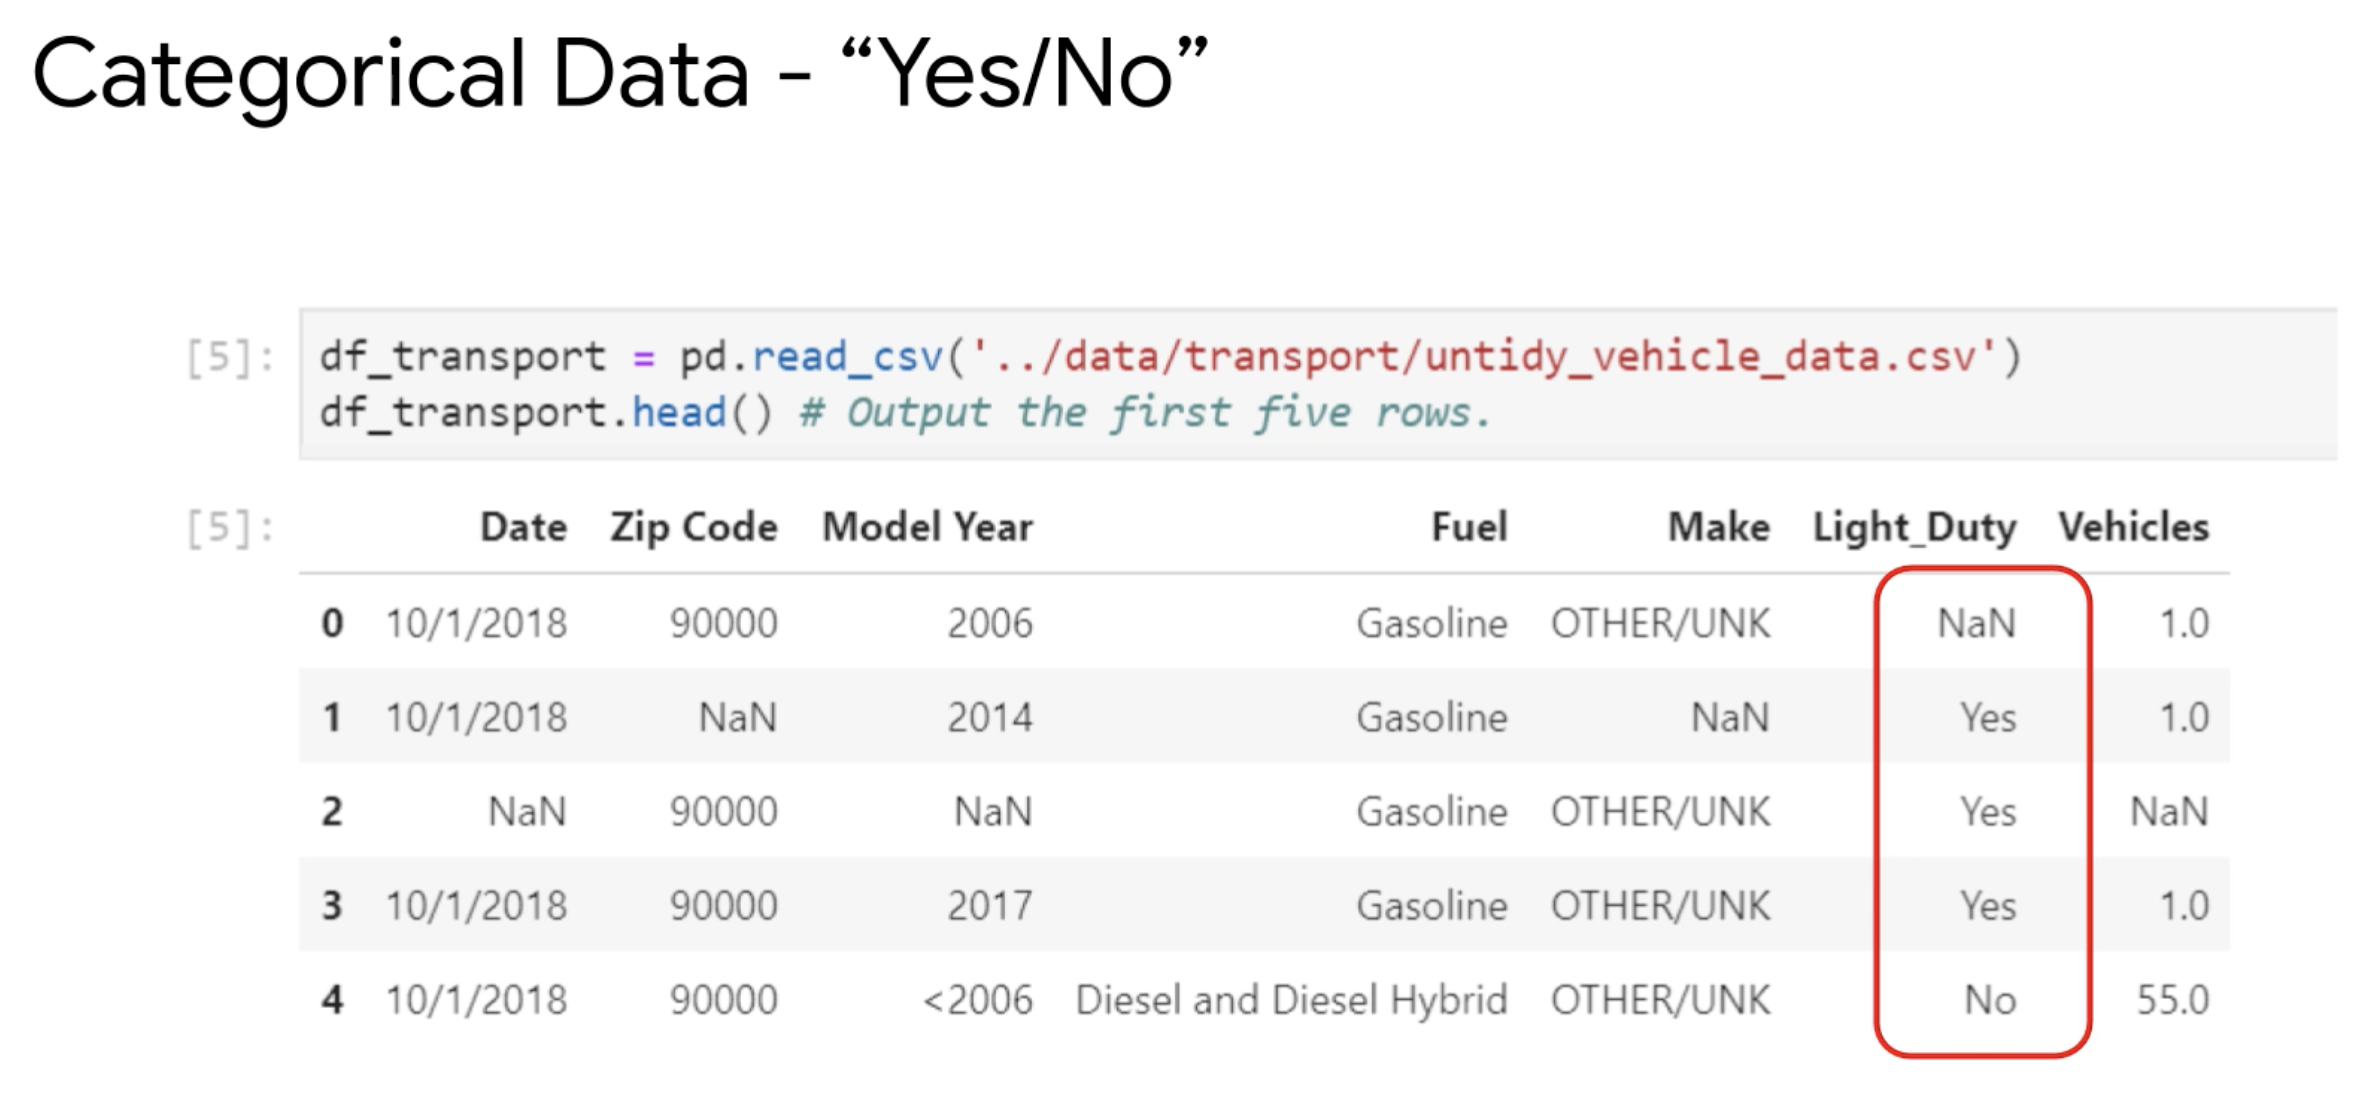 Categorical Data - “Yes/No”
[5]: df_transport = pd.read_csv('../data/transport/untidy_vehicle_data.csv')
df_transport.head() # Output the first five rows.
[5]: Date Zip Code Model Year Fuel Make Light_Duty Vehicles
0 10/1/2018 90000 2006 Gasoline OTHER/UNK NaN 1.0
1 10/1/2018 NaN 2014 Gasoline NaN Yes 1.0
2 NaN 90000 NaN Gasoline OTHER/UNK Yes NaN
3 10/1/2018 90000 2017 Gasoline OTHER/UNK Yes 1.0
4 10/1/2018 90000 <2006 Diesel and Diesel Hybrid OTHER/UNK No 55.0